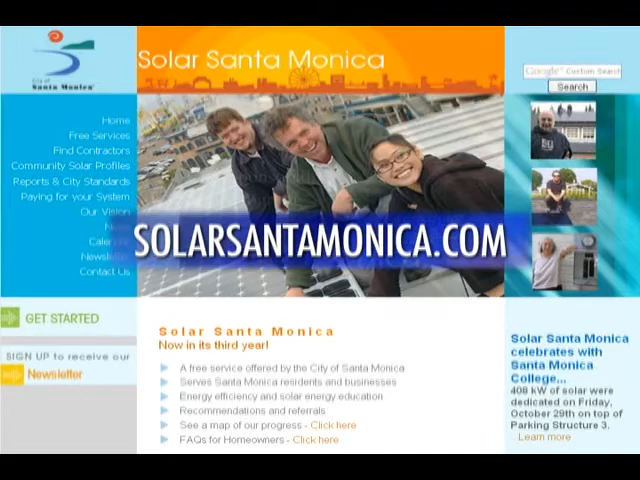 City of
Santa Monica
Solar Santa Monica
Google Custom Search
Search
Home
Free Services
Find Contractors
Community Solar Profiles
Reports & City Standards
Paying for your System
Our Vision
Newsletter
Contact Us
SOLARSANTAMONICA.COM
GET STARTED
SIGN UP to receive our
Newsletter
Solar Santa Monica
Now in its third year!
A free service offered by the City of Santa Monica
Serves Santa Monica residents and businesses
Energy efficiency and solar energy education
Recommendations and referrals
See a map of our progress - Click here
FAQs for Homeowners - Click here
Solar Santa Monica
celebrates with
Santa Monica
College...
408 kW of solar were
dedicated on Friday,
October 29th on top of
Parking Structure 3.
Learn more